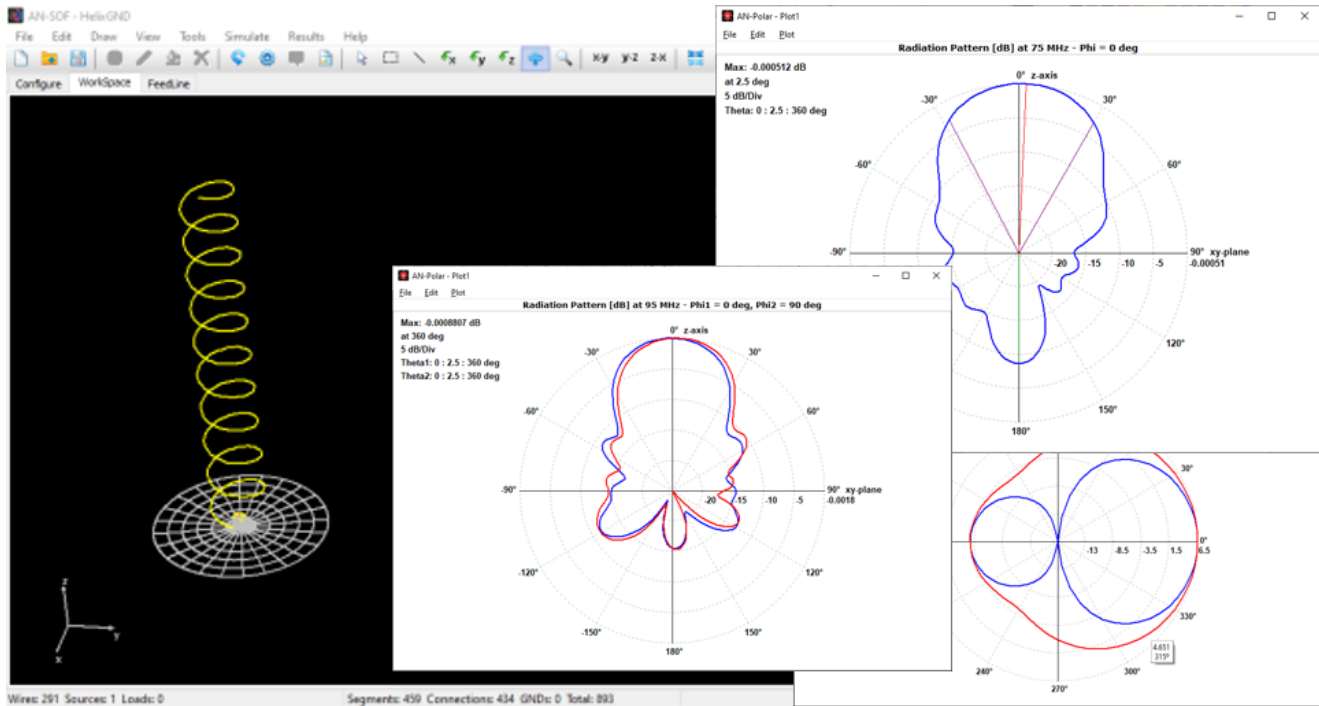 AN-SOF - HelixGND
File Edit Draw View Tools Simulate Results Help
x-y y-z z-x
Configure WorkSpace FeedLine
z
y
x
Wires: 291 Sources: 1 Loads: 0
Segments: 459 Connections: 434 GNDs: 0 Total: 893
AN-Polar - Plot1
File Edit Plot
Radiation Pattern [dB] at 75 MHz - Phi = 0 deg
Max: -0.000512 dB
at 2.5 deg
5 dB/Div
Theta: 0 : 2.5 : 360 deg
0° z-axis
-30°
30°
-60°
60°
-90°
90° xy-plane
-20 -15 -10 -5 -0.00051
120°
150°
180°
AN-Polar - Plot1
File Edit Plot
Radiation Pattern [dB] at 95 MHz - Phi1 = 0 deg, Phi2 = 90 deg
Max: -0.0008807 dB
at 360 deg
5 dB/Div
Theta1: 0 : 2.5 : 360 deg
Theta2: 0 : 2.5 : 360 deg
0° z-axis
-30°
30°
-60°
60°
-90°
90° xy-plane
-20 -15 -10 -5 -0.0018
-120°
120°
-150°
150°
180°
30°
0°
-13 -8.5 -3.5 1.5 6.5
330°
4.651
315°
240°
300°
270°